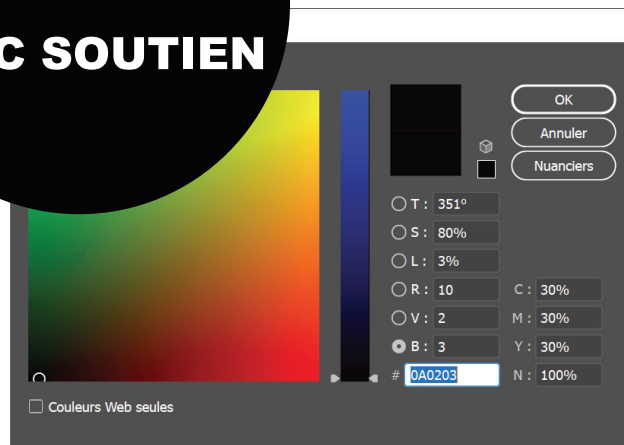 C SOUTIEN
OK
Annuler
Nuanciers
T : 351°
S : 80%
L : 3%
R : 10 C : 30%
V : 2 M : 30%
B : 3 Y : 30%
# 0A0203 N : 100%
Couleurs Web seules